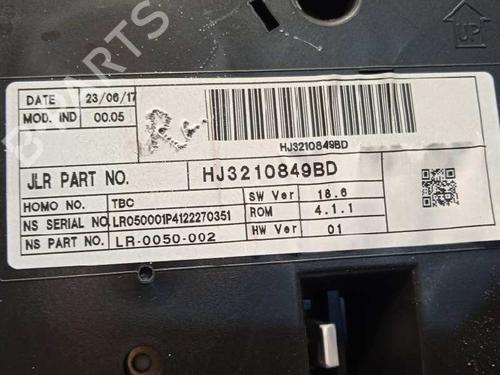 UP
DATE 23/06/17
MOD. IND 00.05
HJ3210849BD
JLR PART NO. HJ3210849BD
HOMO NO. TBC SW Ver 18.6
NS SERIAL NO. LR050001P4122270351 ROM 4.1.1
NS PART NO. LR-0050-002 HW Ver 01
B-PARTS